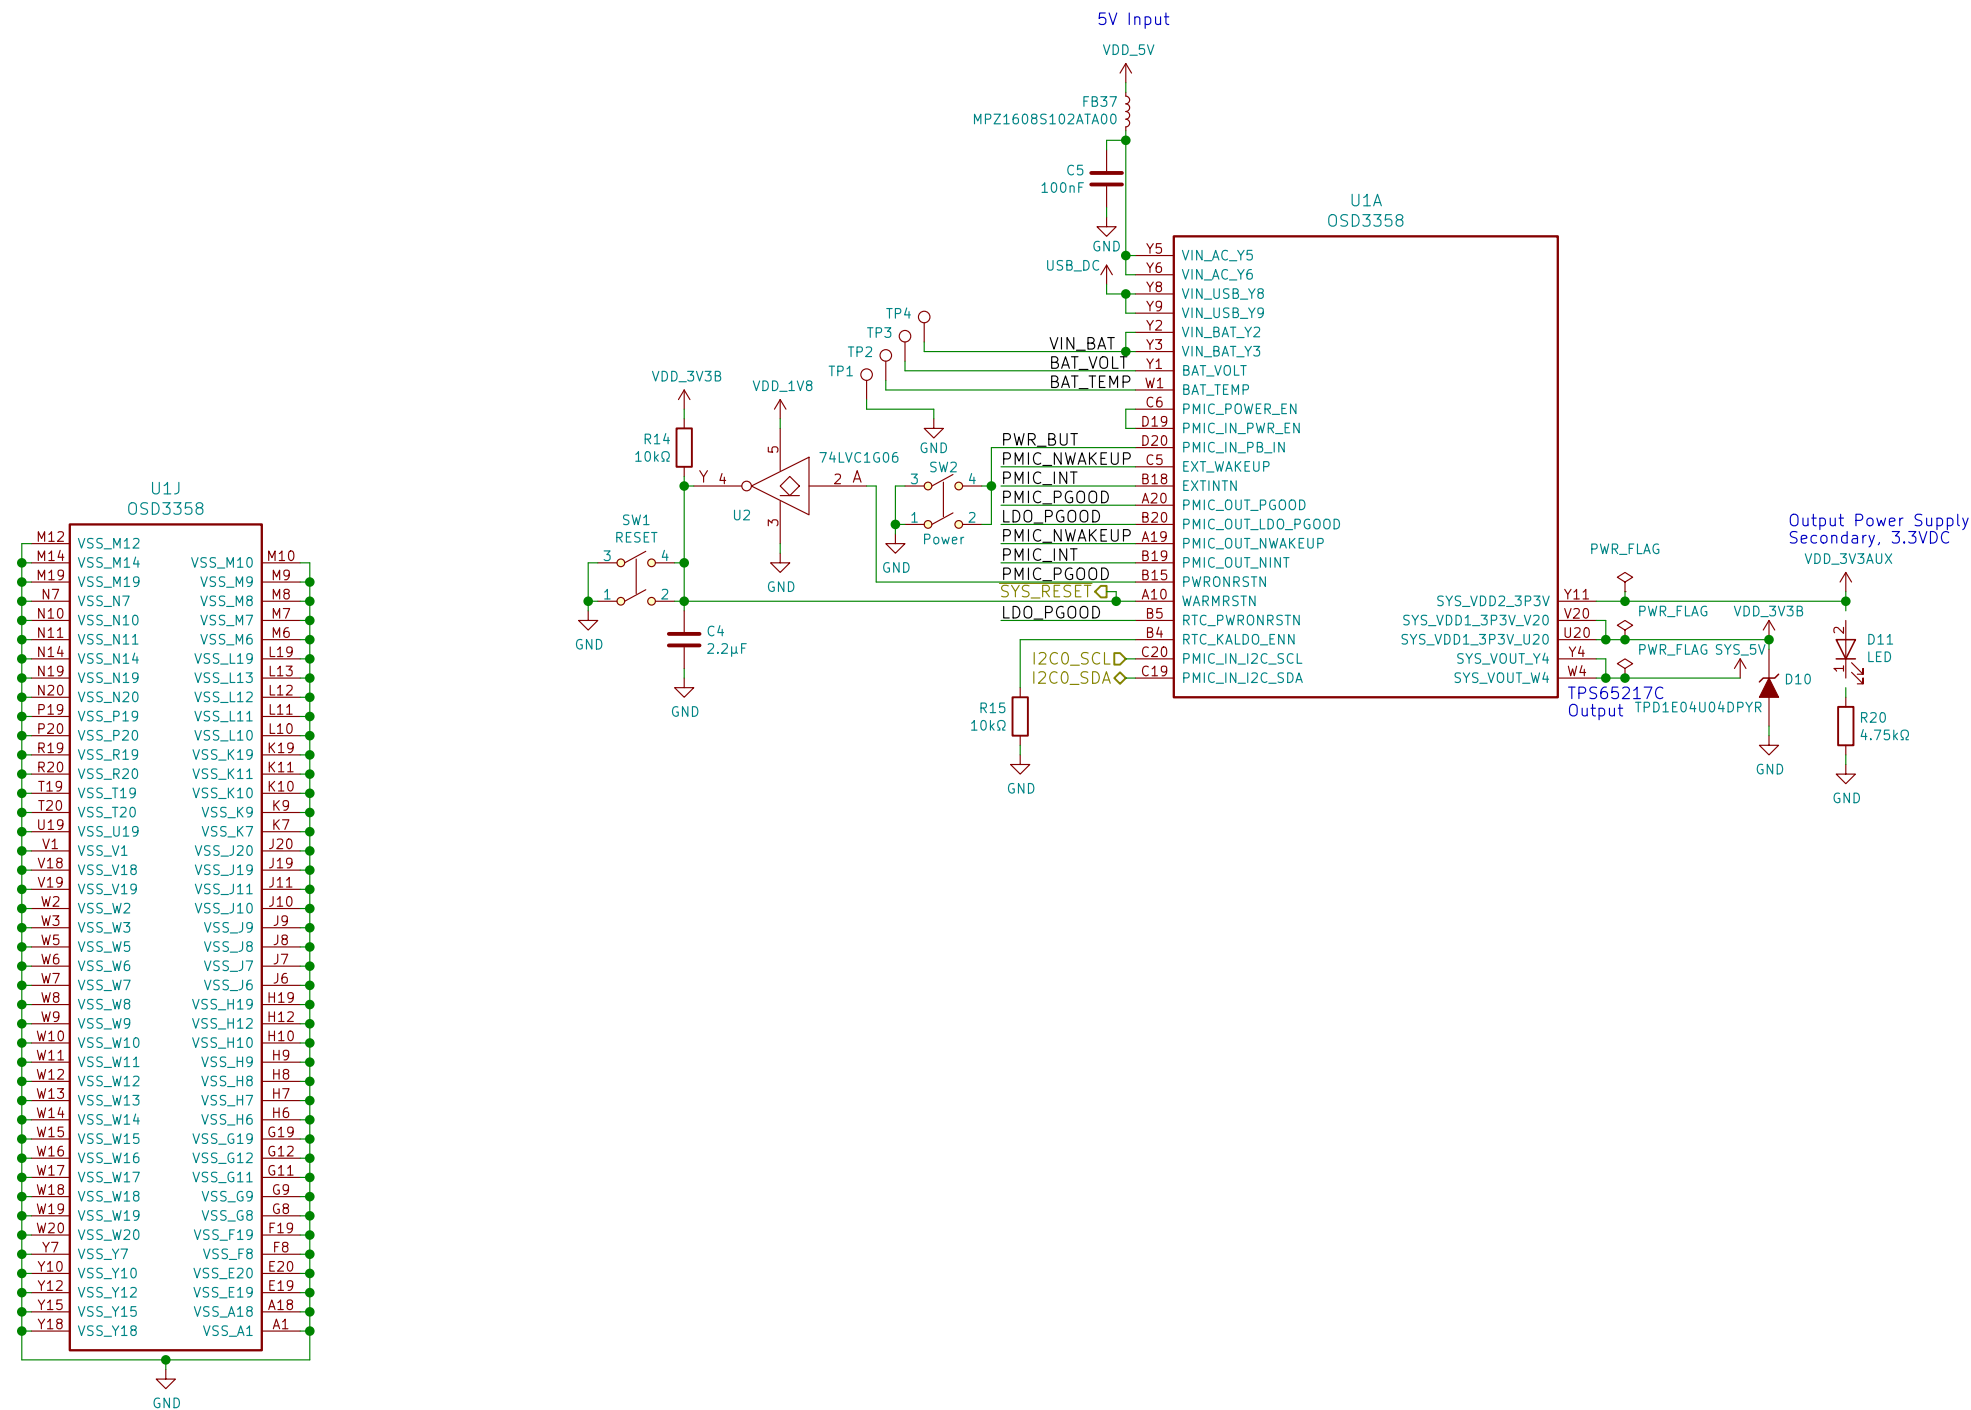 5V Input
VDD_5V
FB37
MPZ1608S102ATA00
C5
100nF
GND
USB_DC
U1A
OSD3358
Y5 VIN_AC_Y5
Y6 VIN_AC_Y6
Y8 VIN_USB_Y8
Y9 VIN_USB_Y9
Y2 VIN_BAT_Y2
VIN_BAT Y3 VIN_BAT_Y3
BAT_VOLT Y1 BAT_VOLT
BAT_TEMP W1 BAT_TEMP
C6 PMIC_POWER_EN
D19 PMIC_IN_PWR_EN
PWR_BUT D20 PMIC_IN_PB_IN
PMIC_NWAKEUP C5 EXT_WAKEUP
PMIC_INT B18 EXTINTN
PMIC_PGOOD A20 PMIC_OUT_PGOOD
LDO_PGOOD B20 PMIC_OUT_LDO_PGOOD
PMIC_NWAKEUP A19 PMIC_OUT_NWAKEUP
PMIC_INT B19 PMIC_OUT_NINT
PMIC_PGOOD B15 PWRONRSTN
SYS_RESET A10 WARMRSTN
LDO_PGOOD B5 RTC_PWRONRSTN
B4 RTC_KALDO_ENN
I2C0_SCL C20 PMIC_IN_I2C_SCL
I2C0_SDA C19 PMIC_IN_I2C_SDA
SYS_VDD2_3P3V Y11
SYS_VDD1_3P3V_V20 V20
SYS_VDD1_3P3V_U20 U20
SYS_VOUT_Y4 Y4
SYS_VOUT_W4 W4
TP4
TP3
TP2
TP1
GND
VDD_3V3B
R14
10kΩ
VDD_1V8
5
74LVC1G06
Y 4
2 A
U2
3
GND
SW2
3 4
1 2
Power
GND
SW1
RESET
3 4
1 2
GND
C4
2.2µF
GND
R15
10kΩ
GND
Output Power Supply
Secondary, 3.3VDC
VDD_3V3AUX
PWR_FLAG
PWR_FLAG
VDD_3V3B
PWR_FLAG
SYS_5V
TPS65217C
Output
D10
TPD1E04U04DPYR
GND
2
D11
LED
1
R20
4.75kΩ
GND
U1J
OSD3358
M12 VSS_M12
M14 VSS_M14 VSS_M10 M10
M19 VSS_M19 VSS_M9 M9
N7 VSS_N7 VSS_M8 M8
N10 VSS_N10 VSS_M7 M7
N11 VSS_N11 VSS_M6 M6
N14 VSS_N14 VSS_L19 L19
N19 VSS_N19 VSS_L13 L13
N20 VSS_N20 VSS_L12 L12
P19 VSS_P19 VSS_L11 L11
P20 VSS_P20 VSS_L10 L10
R19 VSS_R19 VSS_K19 K19
R20 VSS_R20 VSS_K11 K11
T19 VSS_T19 VSS_K10 K10
T20 VSS_T20 VSS_K9 K9
U19 VSS_U19 VSS_K7 K7
V1 VSS_V1 VSS_J20 J20
V18 VSS_V18 VSS_J19 J19
V19 VSS_V19 VSS_J11 J11
W2 VSS_W2 VSS_J10 J10
W3 VSS_W3 VSS_J9 J9
W5 VSS_W5 VSS_J8 J8
W6 VSS_W6 VSS_J7 J7
W7 VSS_W7 VSS_J6 J6
W8 VSS_W8 VSS_H19 H19
W9 VSS_W9 VSS_H12 H12
W10 VSS_W10 VSS_H10 H10
W11 VSS_W11 VSS_H9 H9
W12 VSS_W12 VSS_H8 H8
W13 VSS_W13 VSS_H7 H7
W14 VSS_W14 VSS_H6 H6
W15 VSS_W15 VSS_G19 G19
W16 VSS_W16 VSS_G12 G12
W17 VSS_W17 VSS_G11 G11
W18 VSS_W18 VSS_G9 G9
W19 VSS_W19 VSS_G8 G8
W20 VSS_W20 VSS_F19 F19
Y7 VSS_Y7 VSS_F8 F8
Y10 VSS_Y10 VSS_E20 E20
Y12 VSS_Y12 VSS_E19 E19
Y15 VSS_Y15 VSS_A18 A18
Y18 VSS_Y18 VSS_A1 A1
GND